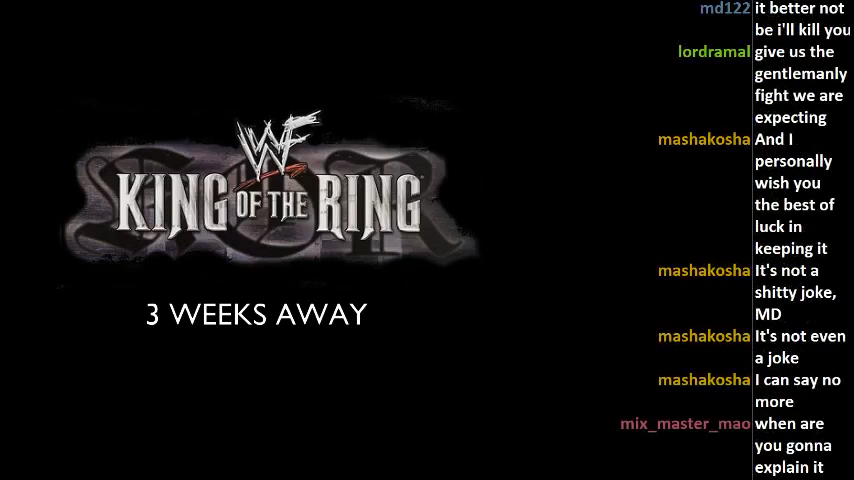 WF
KING OF THE RING
3 WEEKS AWAY
md122 it better not
be i'll kill you
lordramal give us the
gentlemanly
fight we are
expecting
mashakosha And I
personally
wish you
the best of
luck in
keeping it
mashakosha It's not a
shitty joke,
MD
mashakosha It's not even
a joke
mashakosha I can say no
more
mix_master_mao when are
you gonna
explain it